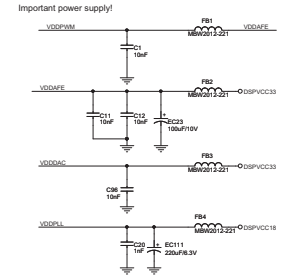 Important power supply!
FB1
VDDPWM
VDDAFE
MBW2012-221
C1
10nF
FB2
VDDAFE
DSPVCC33
MBW2012-221
C11
10nF
C12
10nF
EC23
100uF/10V
FB3
VDDDAC
DSPVCC33
MBW2012-221
C96
10nF
FB4
VDDPLL
DSPVCC18
MBW2012-221
C20
1nF
EC111
220uF/6.3V